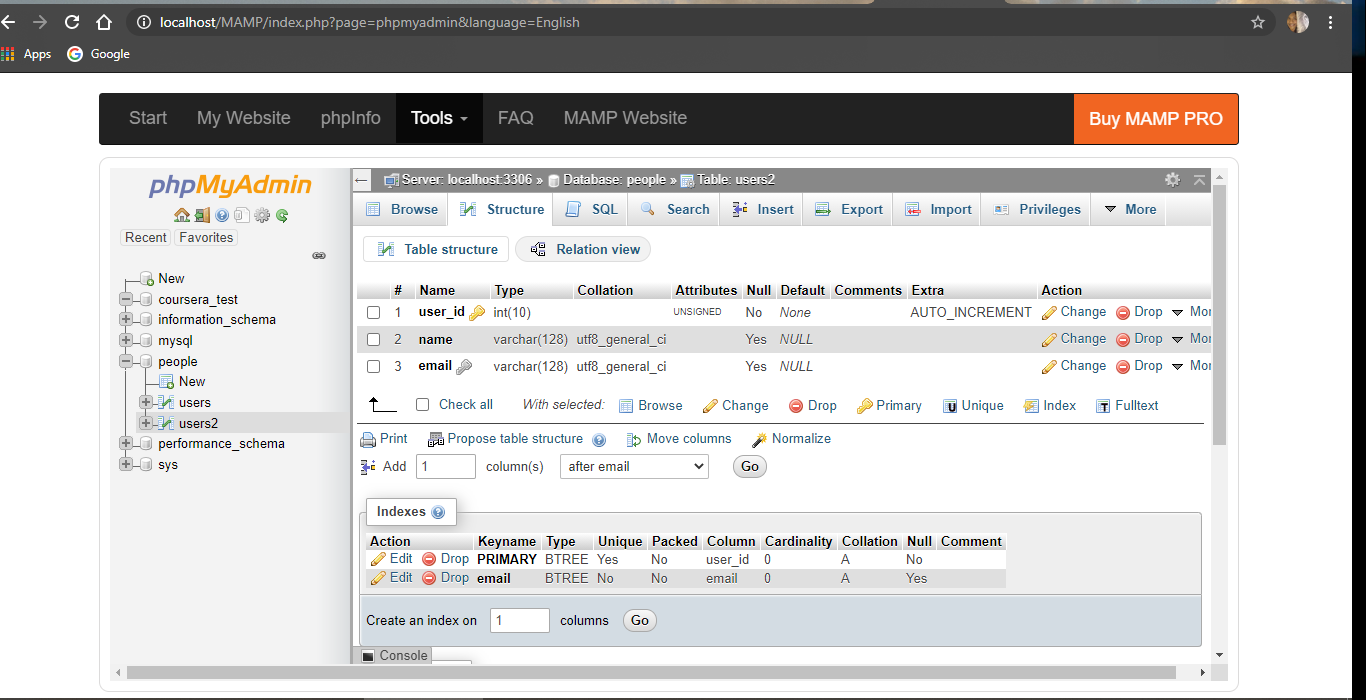 localhost/MAMP/index.php?page=phpmyadmin&language=English
Apps Google
Start My Website phpInfo Tools FAQ MAMP Website Buy MAMP PRO
phpMyAdmin
Recent Favorites
New
coursera_test
information_schema
mysql
people
New
users
users2
performance_schema
sys
Server: localhost:3306 » Database: people » Table: users2
Browse Structure SQL Search Insert Export Import Privileges More
Table structure Relation view
# Name Type Collation Attributes Null Default Comments Extra Action
1 user_id int(10) UNSIGNED No None AUTO_INCREMENT Change Drop Mor
2 name varchar(128) utf8_general_ci Yes NULL Change Drop Mor
3 email varchar(128) utf8_general_ci Yes NULL Change Drop Mor
Check all With selected: Browse Change Drop Primary Unique Index Fulltext
Print Propose table structure Move columns Normalize
Add 1 column(s) after email Go
Indexes
Action Keyname Type Unique Packed Column Cardinality Collation Null Comment
Edit Drop PRIMARY BTREE Yes No user_id 0 A No
Edit Drop email BTREE No No email 0 A Yes
Create an index on 1 columns Go
Console